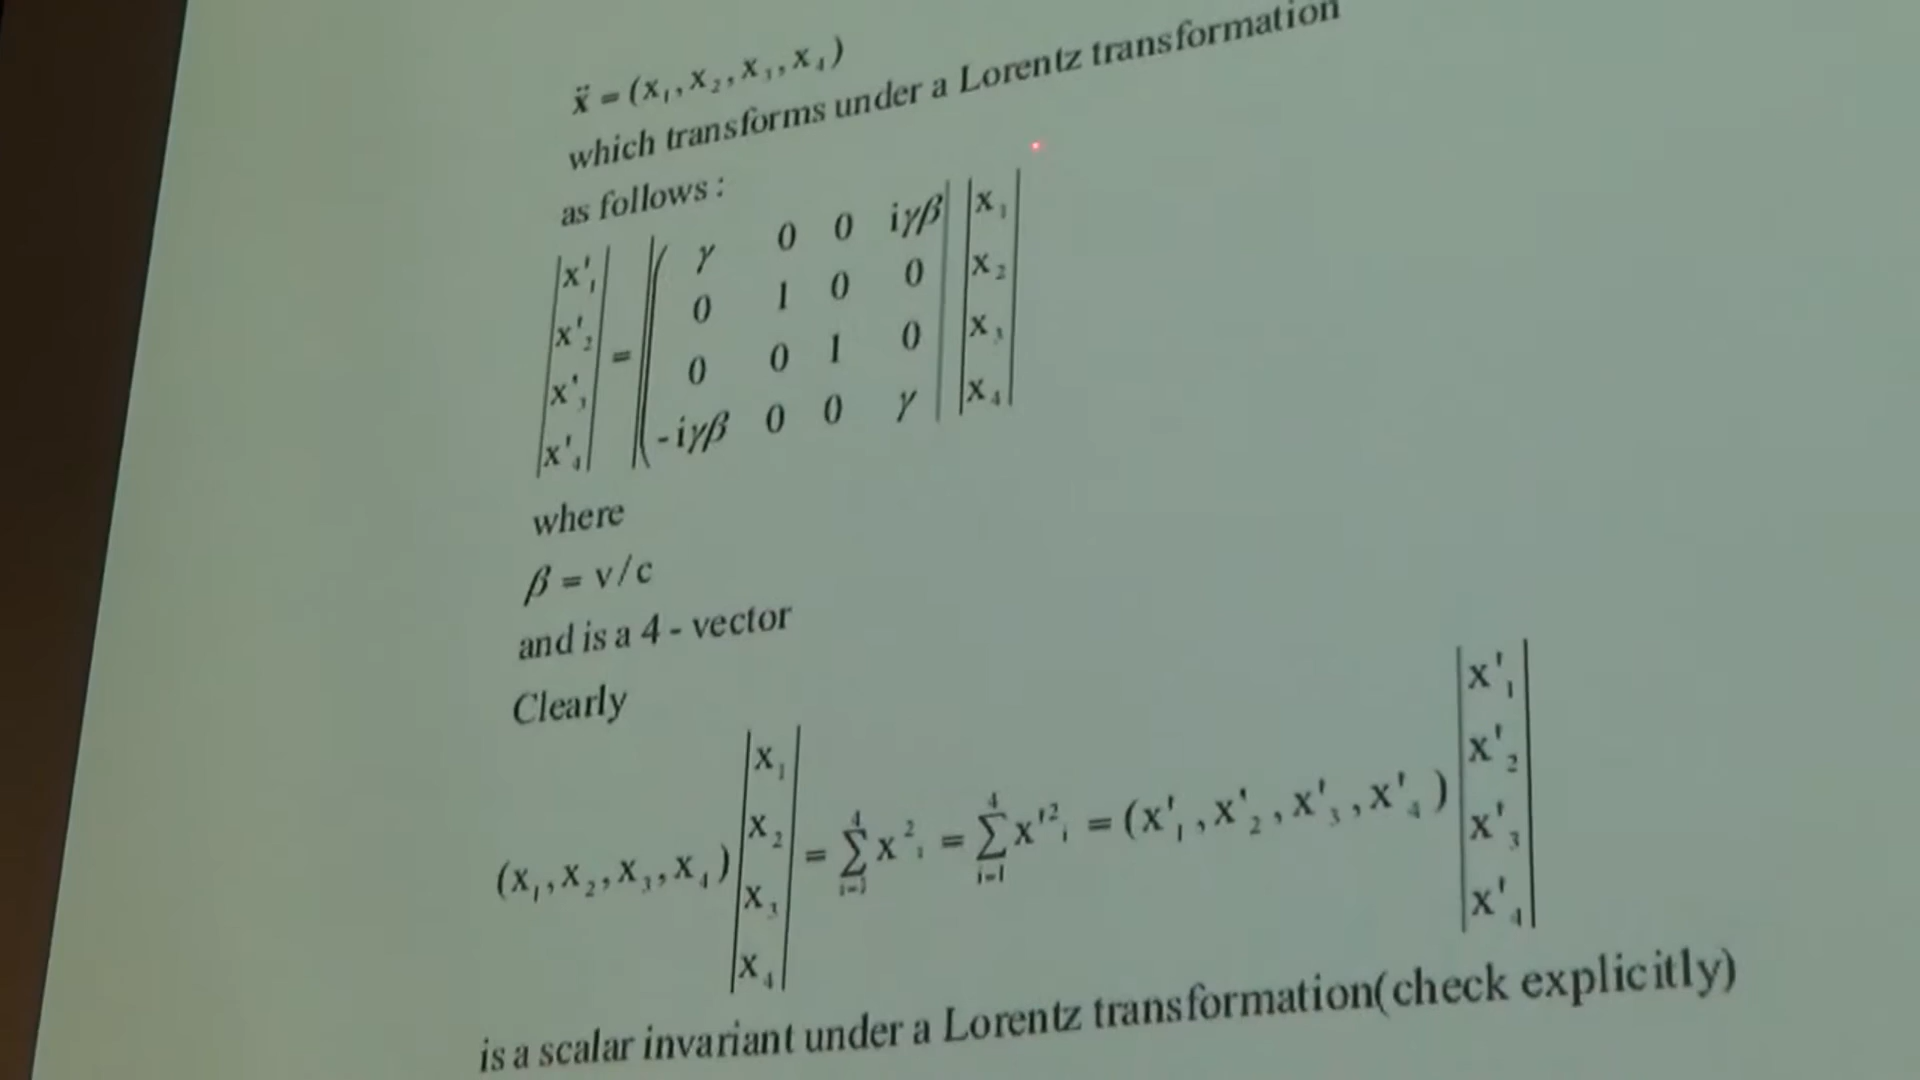 ẍ = (x₁, x₂, x₃, x₄)
which transforms under a Lorentz transformation
as follows :
|x'₁| |( γ 0 0 iγβ| |x₁|
|x'₂| |0 1 0 0| |x₂|
|x'₃| = |0 0 1 0| |x₃|
|x'₄| |(-iγβ 0 0 γ| |x₄|
where
β = v/c
and is a 4 - vector
Clearly
(x₁, x₂, x₃, x₄) |x₁ x₂ x₃ x₄| = ∑ᵢ₌₁⁴ x²ᵢ = ∑ᵢ₌₁⁴ x'²ᵢ = (x'₁, x'₂, x'₃, x'₄) |x'₁ x'₂ x'₃ x'₄|
is a scalar invariant under a Lorentz transformation(check explicitly)